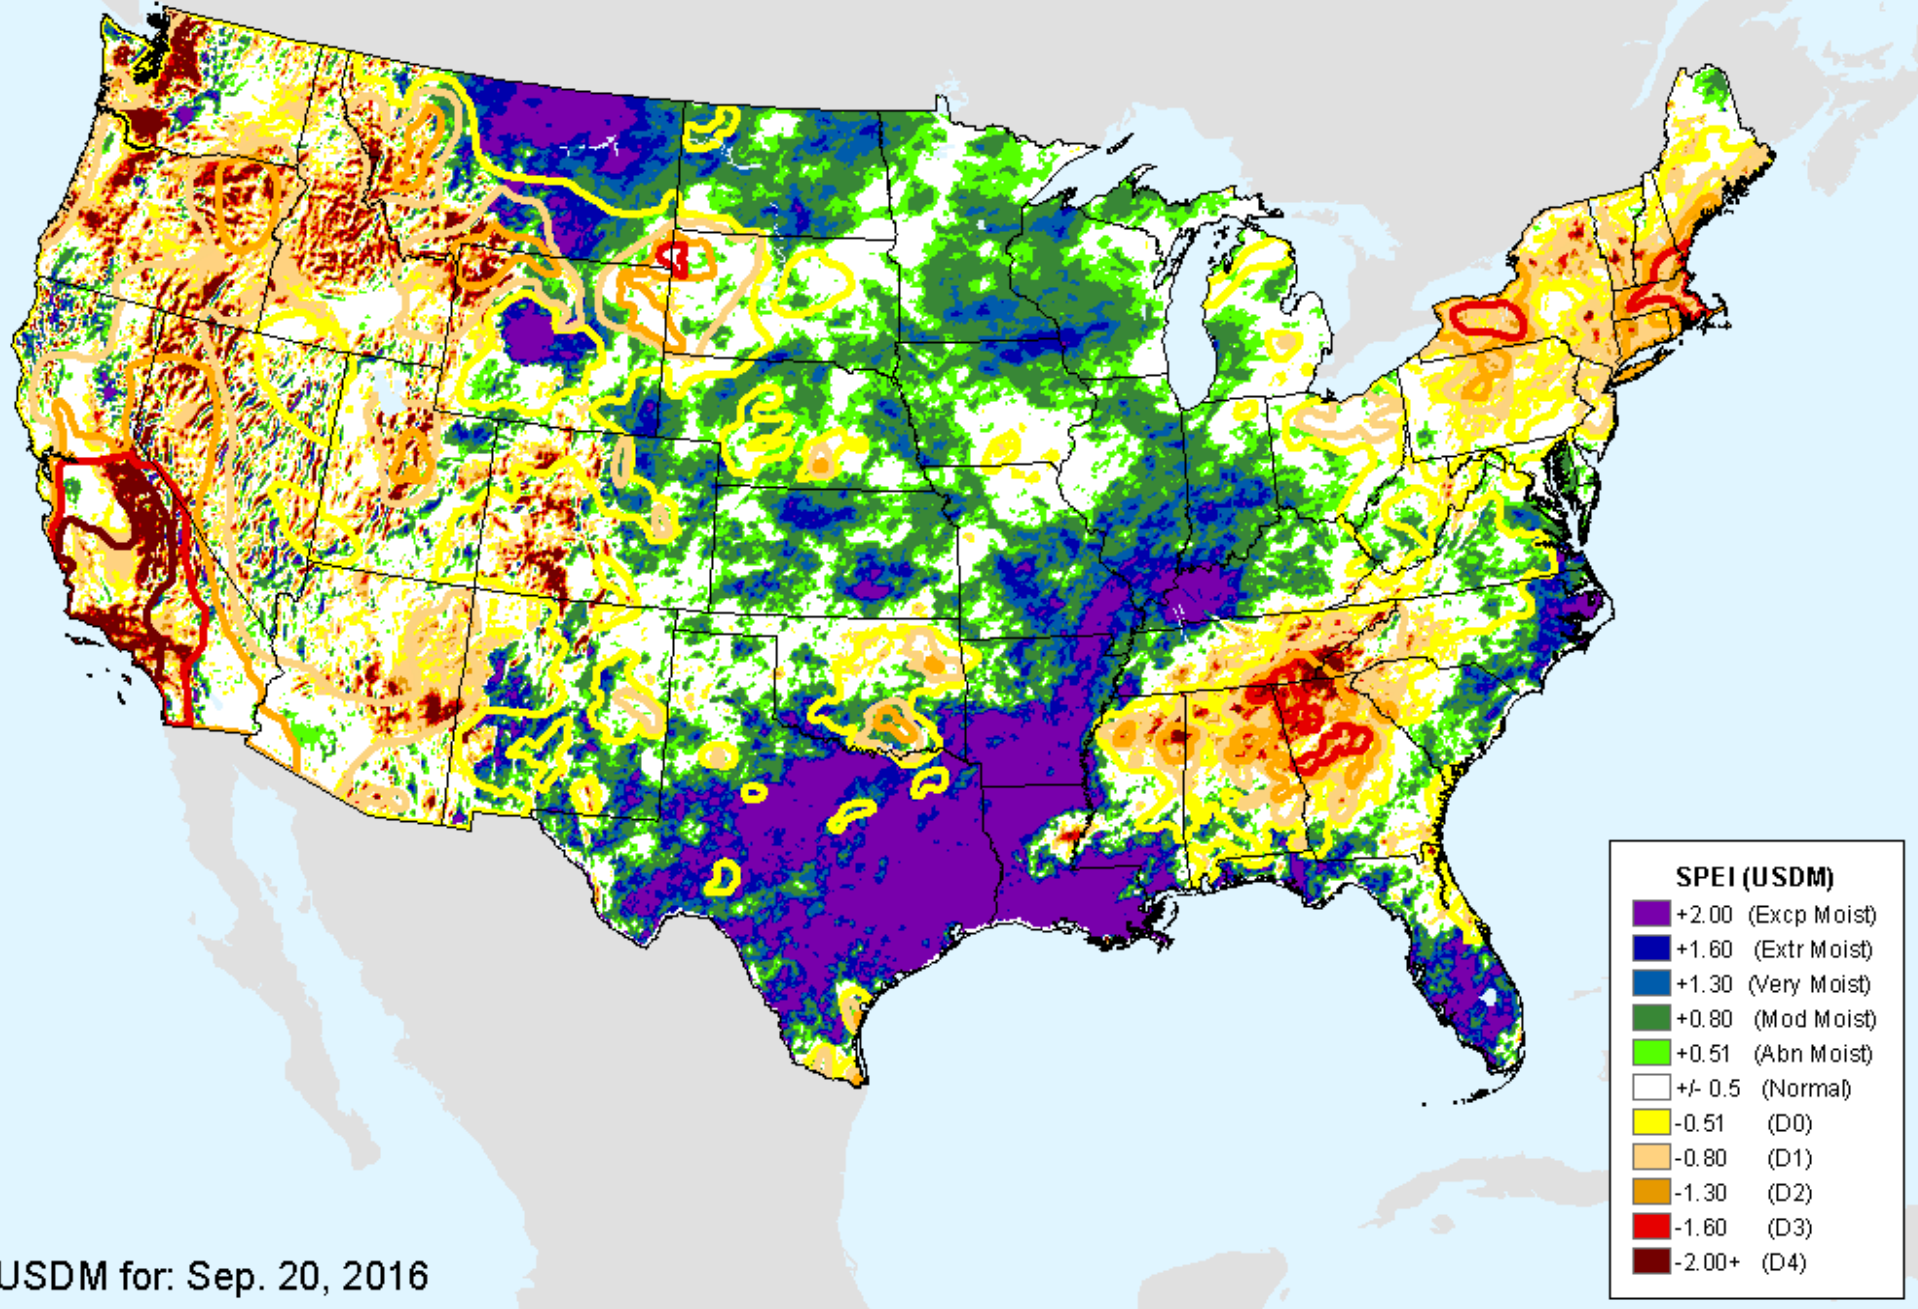 SPEI (USDM)
+2.00 (Excp Moist)
+1.60 (Extr Moist)
+1.30 (Very Moist)
+0.80 (Mod Moist)
+0.51 (Abn Moist)
+/- 0.5 (Normal)
-0.51 (D0)
-0.80 (D1)
-1.30 (D2)
-1.60 (D3)
-2.00+ (D4)
USDM for: Sep. 20, 2016